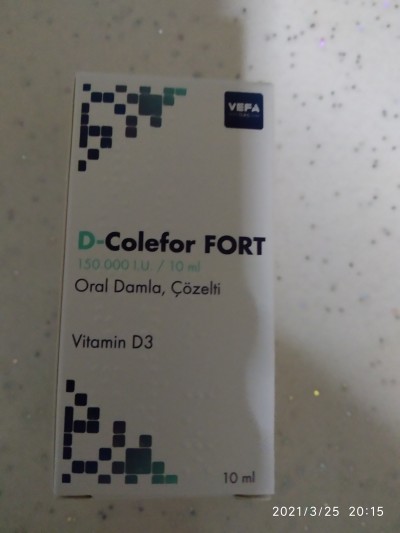 VEFA
D-Colefor FORT
150.000 I.U. / 10 ml
Oral Damla, Çözelti
Vitamin D3
10 ml
2021/3/25 20:15